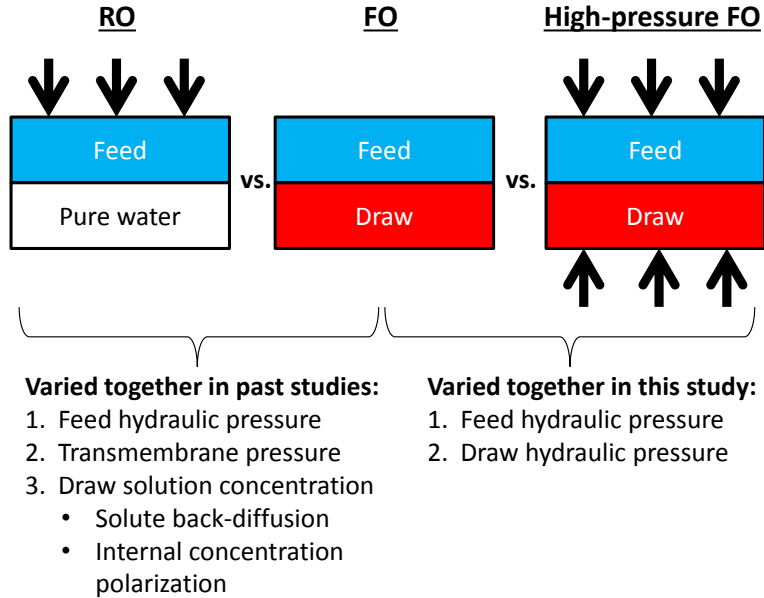 RO
FO
High-pressure FO
Feed
Pure water
vs.
Feed
Draw
vs.
Feed
Draw
Varied together in past studies:
1. Feed hydraulic pressure
2. Transmembrane pressure
3. Draw solution concentration
• Solute back-diffusion
• Internal concentration
polarization
Varied together in this study:
1. Feed hydraulic pressure
2. Draw hydraulic pressure